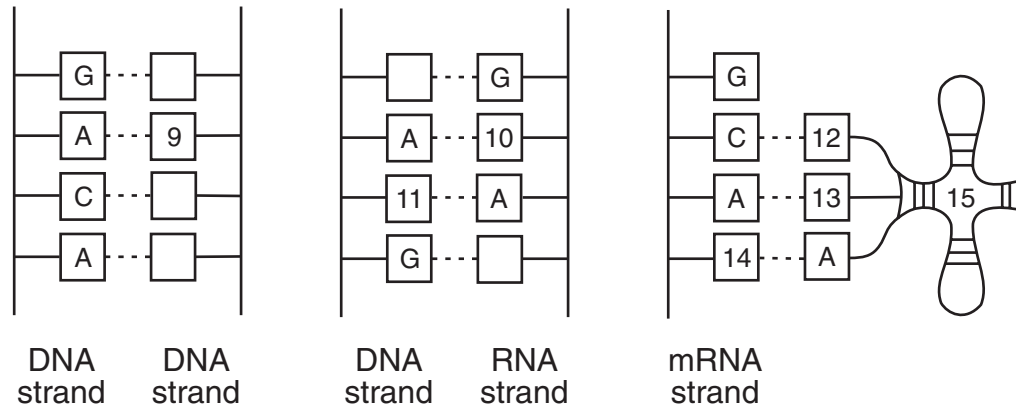 G G G
A 9 A 10 C 12
C 11 A A 13 15
A G 14 A
DNA DNA DNA RNA mRNA
strand strand strand strand strand